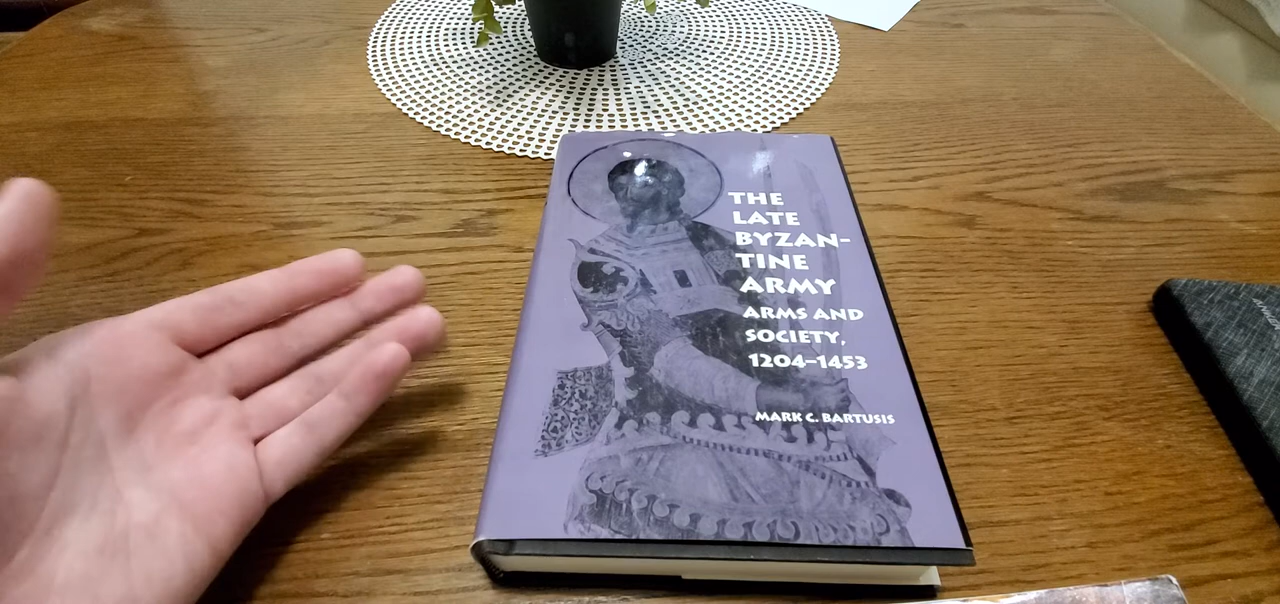 THE
LATE
BYZAN-
TINE
ARMY
ARMS AND
SOCIETY,
1204–1453
MARK C. BARTUSIS